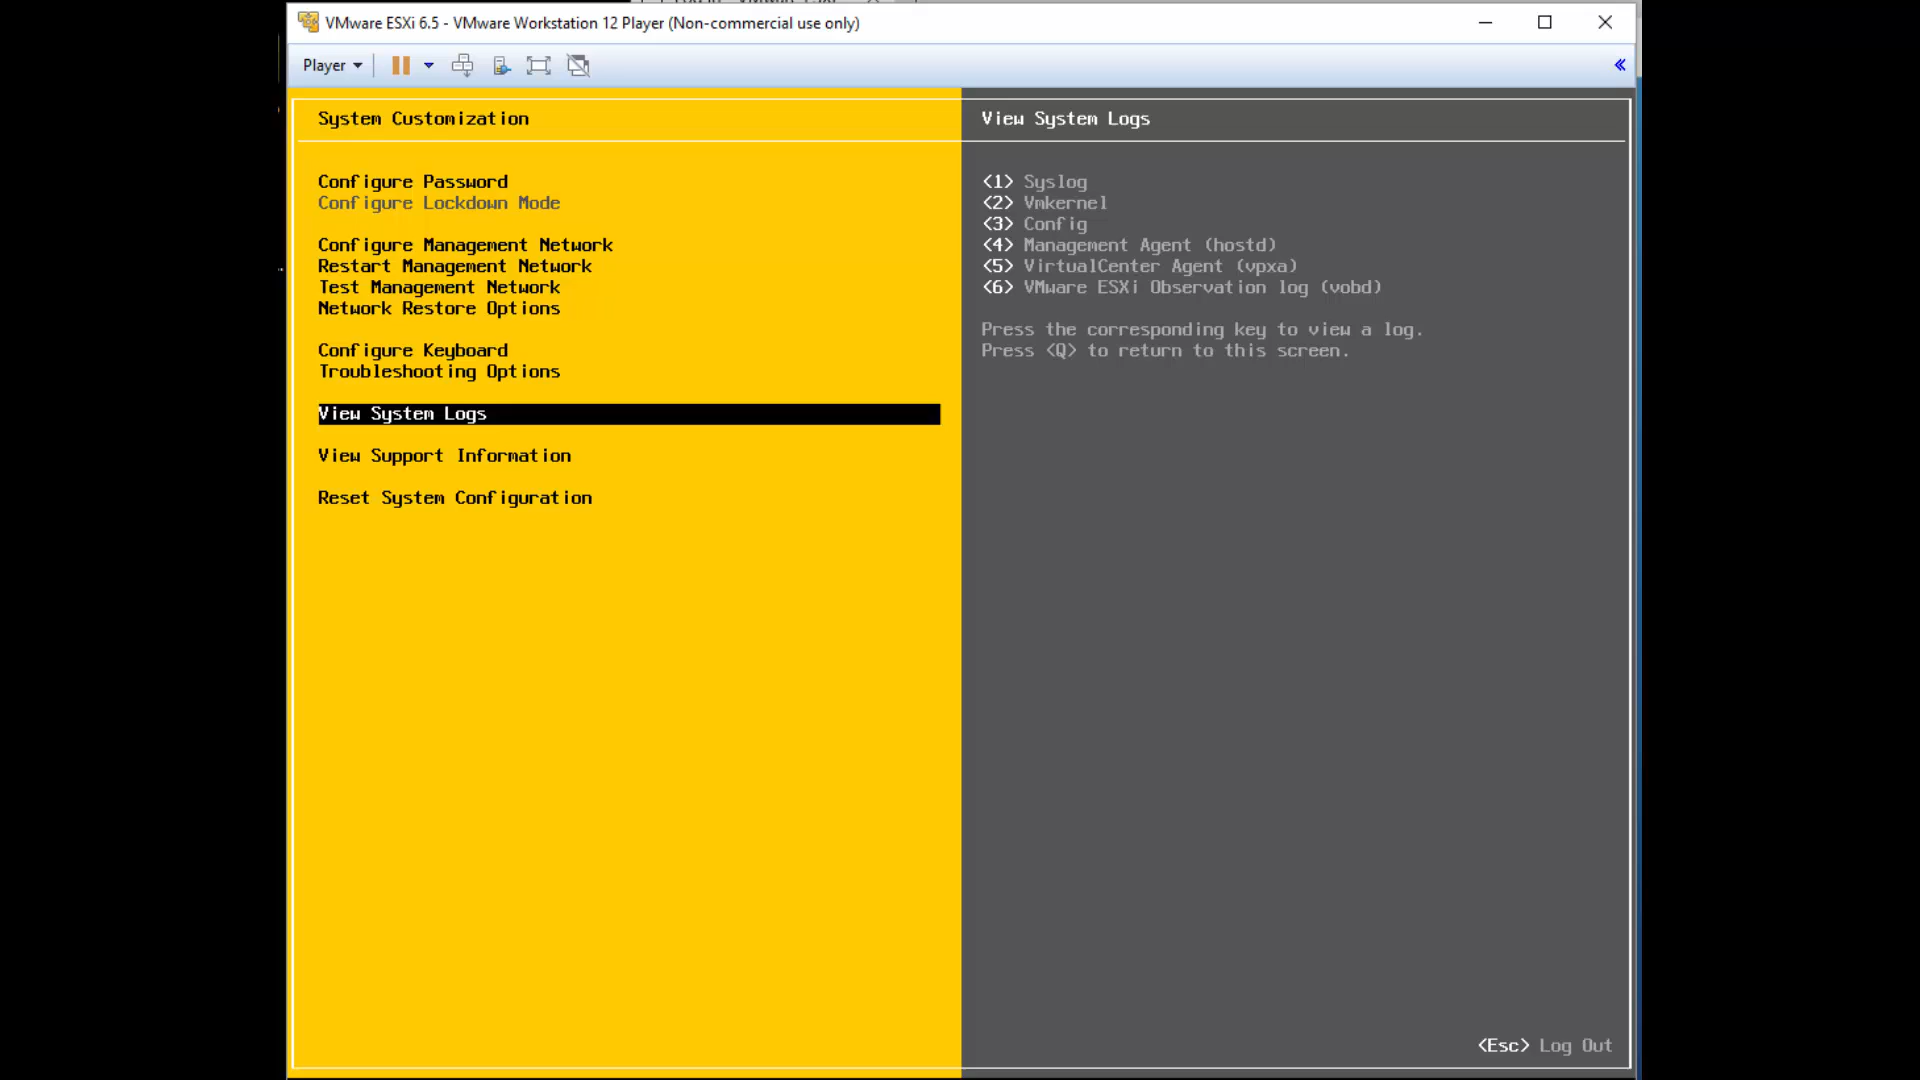 VMware ESXi 6.5 - VMware Workstation 12 Player (Non-commercial use only)
Player
System Customization
Configure Password
Configure Lockdown Mode
Configure Management Network
Restart Management Network
Test Management Network
Network Restore Options
Configure Keyboard
Troubleshooting Options
View System Logs
View Support Information
Reset System Configuration
View System Logs
<1> Syslog
<2> Vmkernel
<3> Config
<4> Management Agent (hostd)
<5> VirtualCenter Agent (vpxa)
<6> VMware ESXi Observation log (vobd)
Press the corresponding key to view a log.
Press <Q> to return to this screen.
<Esc> Log Out